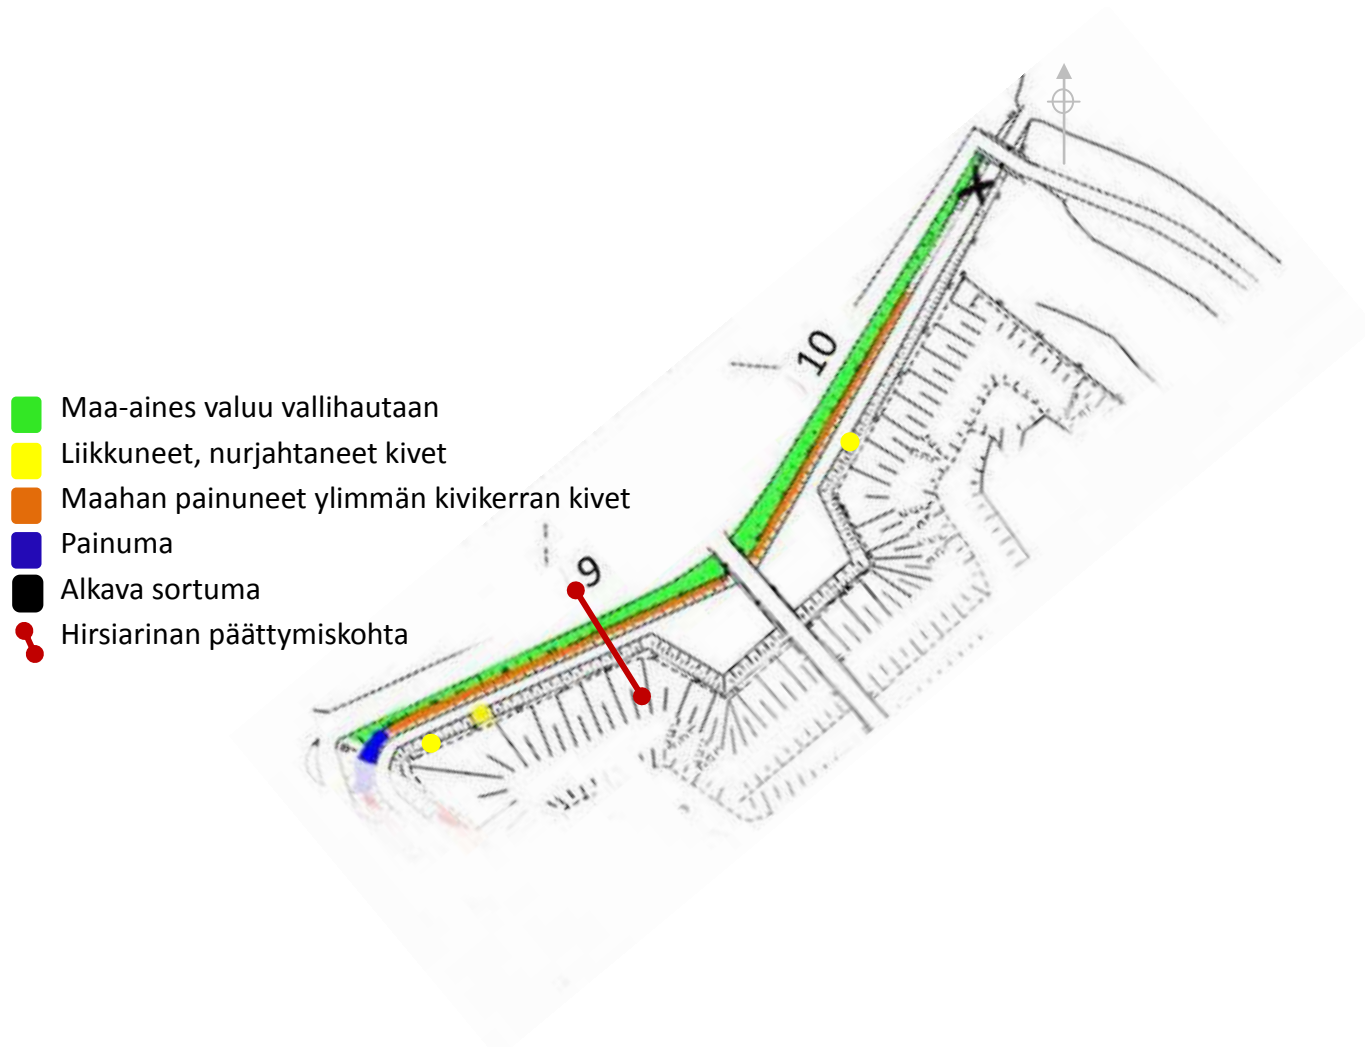 10
Maa-aines valuu vallihautaan
Liikkuneet, nurjahtaneet kivet
Maahan painuneet ylimmän kivikerran kivet
Painuma
9
Alkava sortuma
Hirsiarinan päättymiskohta